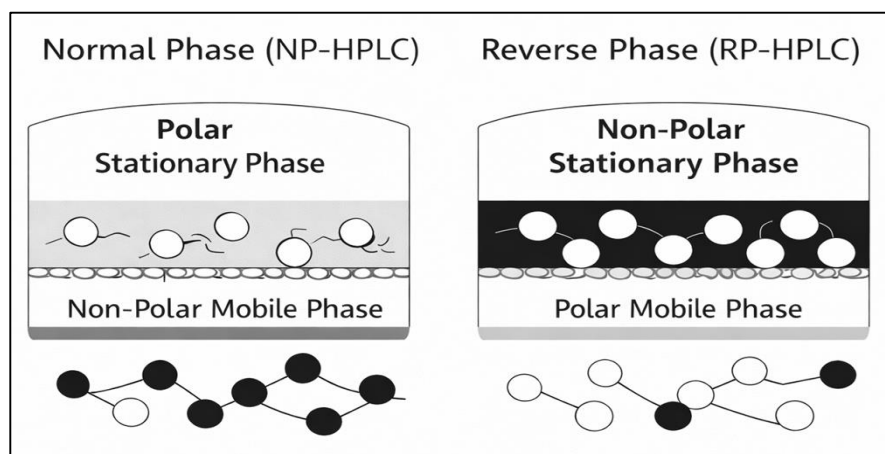 Normal Phase (NP-HPLC)
Polar
Stationary Phase
Non-Polar Mobile Phase
Reverse Phase (RP-HPLC)
Non-Polar
Stationary Phase
Polar Mobile Phase